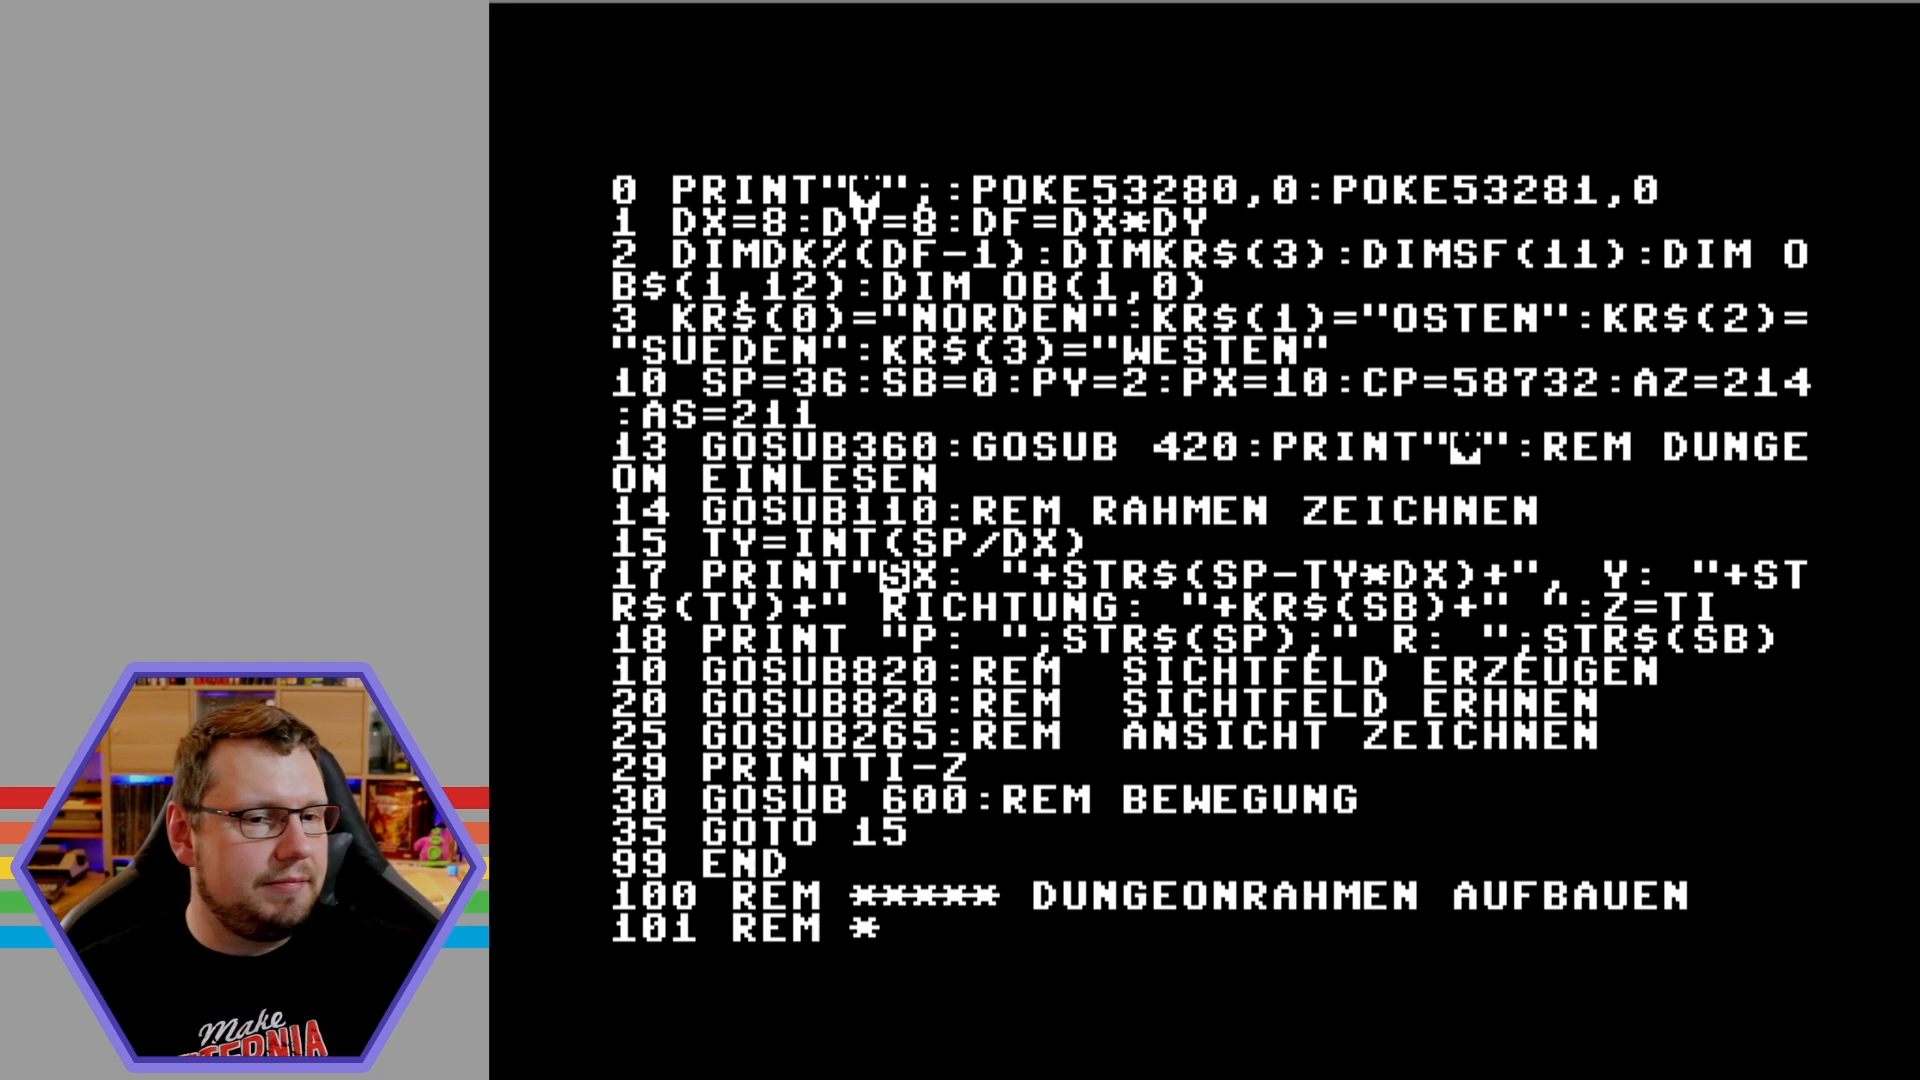 0 PRINT"♥";:POKE53280,0:POKE53281,0
1 DX=8:DY=8:DF=DX*DY
2 DIMDK%(DF-1):DIMKR$(3):DIMSF(11):DIM O
B$(1,12):DIM OB(1,0)
3 KR$(0)="NORDEN":KR$(1)="OSTEN":KR$(2)=
"SUEDEN":KR$(3)="WESTEN"
10 SP=36:SB=0:PY=2:PX=10:CP=58732:AZ=214
:AS=211
13 GOSUB360:GOSUB 420:PRINT"♥":REM DUNGE
ON EINLESEN
14 GOSUB110:REM RAHMEN ZEICHNEN
15 TY=INT(SP/DX)
17 PRINT"SX: "+STR$(SP-TY*DX)+", Y: "+ST
R$(TY)+" RICHTUNG: "+KR$(SB)+" ":Z=TI
18 PRINT "P: ";STR$(SP);" R: ";STR$(SB)
10 GOSUB820:REM  SICHTFELD ERZEUGEN
20 GOSUB820:REM  SICHTFELD ERHNEN
25 GOSUB265:REM  ANSICHT ZEICHNEN
29 PRINTTI-Z
30 GOSUB 600:REM BEWEGUNG
35 GOTO 15
99 END
100 REM ***** DUNGEONRAHMEN AUFBAUEN
101 REM *
Make